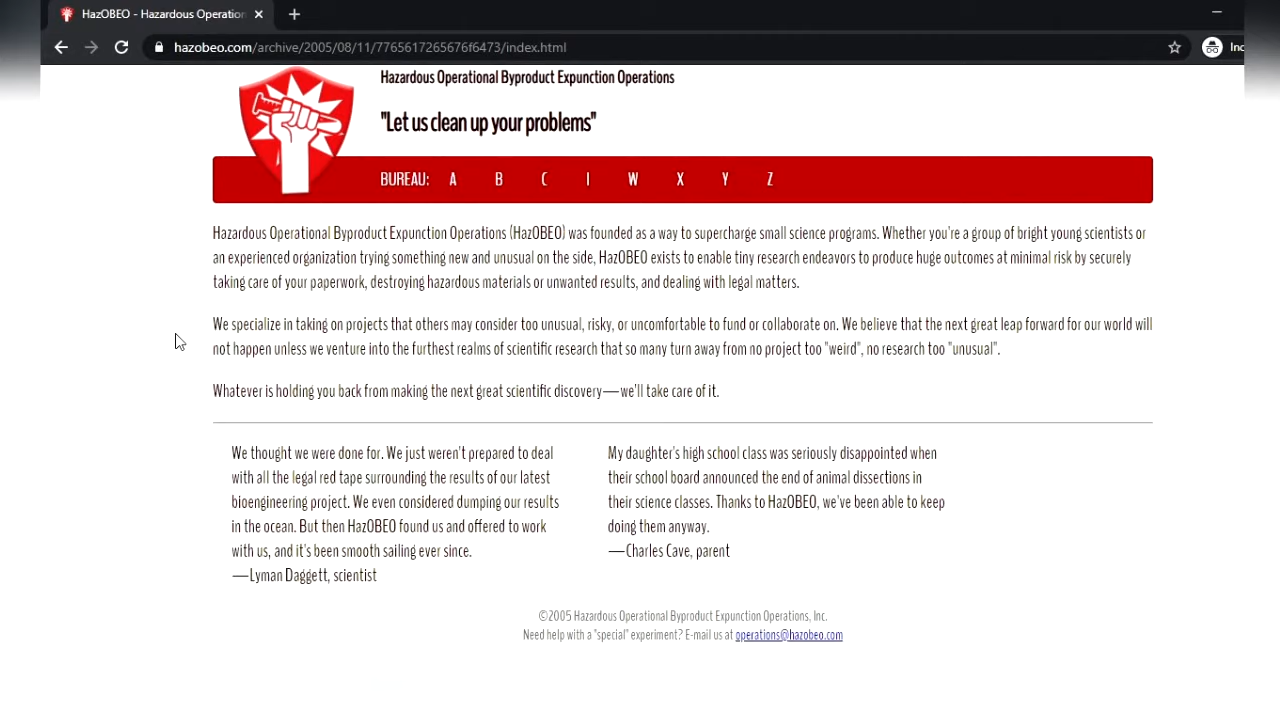 HazOBEO - Hazardous Operation
hazobeo.com/archive/2005/08/11/7765617265676f6473/index.html
Inc
Hazardous Operational Byproduct Expunction Operations
"Let us clean up your problems"
BUREAU: A B C I W X Y Z
Hazardous Operational Byproduct Expunction Operations (HazOBEO) was founded as a way to supercharge small science programs. Whether you're a group of bright young scientists or
an experienced organization trying something new and unusual on the side, HazOBEO exists to enable tiny research endeavors to produce huge outcomes at minimal risk by securely
taking care of your paperwork, destroying hazardous materials or unwanted results, and dealing with legal matters.
We specialize in taking on projects that others may consider too unusual, risky, or uncomfortable to fund or collaborate on. We believe that the next great leap forward for our world will
not happen unless we venture into the furthest realms of scientific research that so many turn away from no project too "weird", no research too "unusual".
Whatever is holding you back from making the next great scientific discovery—we'll take care of it.
We thought we were done for. We just weren't prepared to deal
with all the legal red tape surrounding the results of our latest
bioengineering project. We even considered dumping our results
in the ocean. But then HazOBEO found us and offered to work
with us, and it's been smooth sailing ever since.
—Lyman Daggett, scientist
My daughter's high school class was seriously disappointed when
their school board announced the end of animal dissections in
their science classes. Thanks to HazOBEO, we've been able to keep
doing them anyway.
—Charles Cave, parent
©2005 Hazardous Operational Byproduct Expunction Operations, Inc.
Need help with a "special" experiment? E-mail us at operations@hazobeo.com